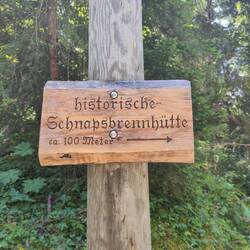 historische-
Schnapsbrennhütte
ca. 100 Meter